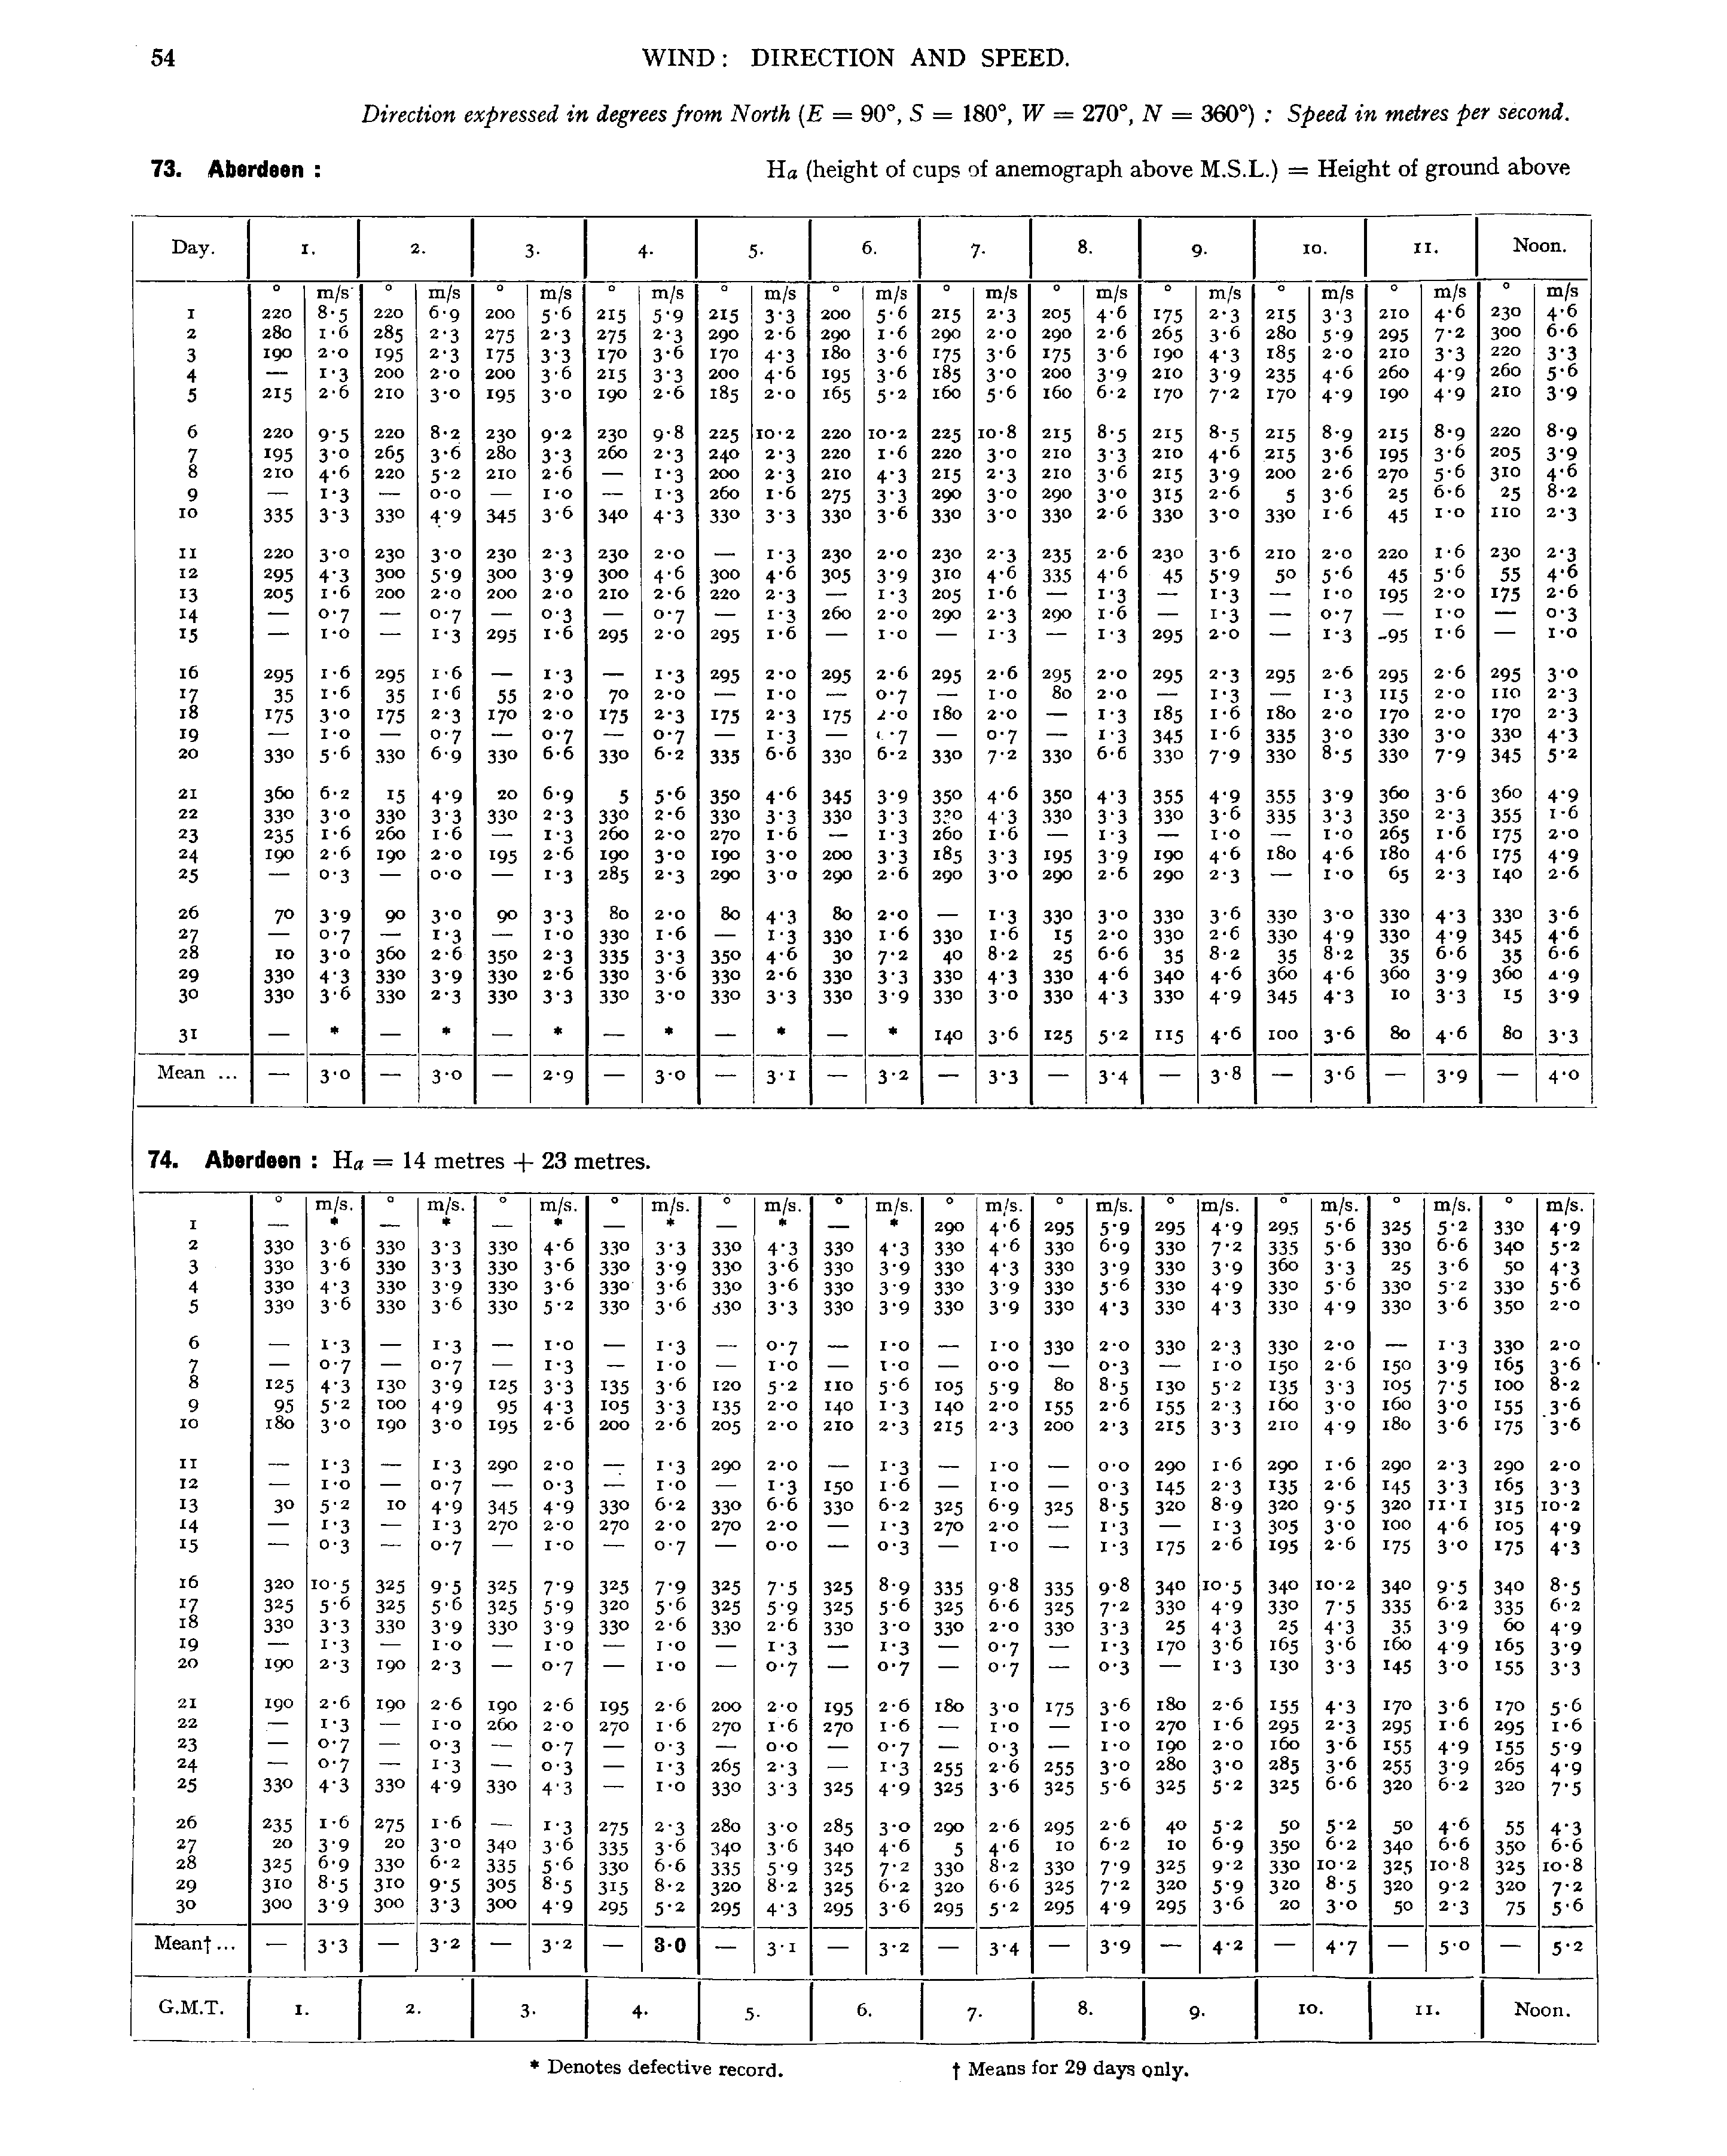 54
WIND: DIRECTION AND SPEED.
Direction expressed in degrees from North (E = 90°, S = 180°, W = 270°, N = 360°) : Speed in metres per second.
73. Aberdeen : Ha (height of cups of anemograph above M.S.L.) = Height of ground above
Day. 1. 2. 3. 4. 5. 6. 7. 8. 9. 10. 11. Noon.
° m/s ° m/s ° m/s ° m/s ° m/s ° m/s ° m/s ° m/s ° m/s ° m/s ° m/s ° m/s
1 220 8·5 220 6·9 200 5·6 215 5·9 215 3·3 200 5·6 215 2·3 205 4·6 175 2·3 215 3·3 210 4·6 230 4·6
2 280 1·6 285 2·3 275 2·3 275 2·3 290 2·6 290 1·6 290 2·0 290 2·6 265 3·6 280 5·9 295 7·2 300 6·6
3 190 2·0 195 2·3 175 3·3 170 3·6 170 4·3 180 3·6 175 3·6 175 3·6 190 4·3 185 2·0 210 3·3 220 3·3
4 — 1·3 200 2·0 200 3·6 215 3·3 200 4·6 195 3·6 185 3·0 200 3·9 210 3·9 235 4·6 260 4·9 260 5·6
5 215 2·6 210 3·0 195 3·0 190 2·6 185 2·0 165 5·2 160 5·6 160 6·2 170 7·2 170 4·9 190 4·9 210 3·9
6 220 9·5 220 8·2 230 9·2 230 9·8 225 10·2 220 10·2 225 10·8 215 8·5 215 8·5 215 8·9 215 8·9 220 8·9
7 195 3·0 265 3·6 280 3·3 260 2·3 240 2·3 220 1·6 220 3·0 210 3·3 210 4·6 215 3·6 195 3·6 205 3·9
8 210 4·6 220 5·2 210 2·6 — 1·3 200 2·3 210 4·3 215 2·3 210 3·6 215 3·9 200 2·6 270 5·6 310 4·6
9 — 1·3 — 0·0 — 1·0 — 1·3 260 1·6 275 3·3 290 3·0 290 3·0 315 2·6 5 3·6 25 6·6 25 8·2
10 335 3·3 330 4·9 345 3·6 340 4·3 330 3·3 330 3·6 330 3·0 330 2·6 330 3·0 330 1·6 45 1·0 110 2·3
11 220 3·0 230 3·0 230 2·3 230 2·0 — 1·3 230 2·0 230 2·3 235 2·6 230 3·6 210 2·0 220 1·6 230 2·3
12 295 4·3 300 5·9 300 3·9 300 4·6 300 4·6 305 3·9 310 4·6 335 4·6 45 5·9 50 5·6 45 5·6 55 4·6
13 205 1·6 200 2·0 200 2·0 210 2·6 220 2·3 — 1·3 205 1·6 — 1·3 — 1·3 — 1·0 195 2·0 175 2·6
14 — 0·7 — 0·7 — 0·3 — 0·7 — 1·3 260 2·0 290 2·3 290 1·6 — 1·3 — 0·7 — 1·0 — 0·3
15 — 1·0 — 1·3 295 1·6 295 2·0 295 1·6 — 1·0 — 1·3 — 1·3 295 2·0 — 1·3 95 1·6 — 1·0
16 295 1·6 295 1·6 — 1·3 — 1·3 295 2·0 295 2·6 295 2·6 295 2·0 295 2·3 295 2·6 295 2·6 295 3·0
17 35 1·6 35 1·6 55 2·0 70 2·0 — 1·0 — 0·7 — 1·0 80 2·0 — 1·3 — 1·3 115 2·0 110 2·3
18 175 3·0 175 2·3 170 2·0 175 2·3 175 2·3 175 2·0 180 2·0 — 1·3 185 1·6 180 2·0 170 2·0 170 2·3
19 — 1·0 — 0·7 — 0·7 — 0·7 — 1·3 — ·7 — 0·7 — 1·3 345 1·6 335 3·0 330 3·0 330 4·3
20 330 5·6 330 6·9 330 6·6 330 6·2 335 6·6 330 6·2 330 7·2 330 6·6 330 7·9 330 8·5 330 7·9 345 5·2
21 360 6·2 15 4·9 20 6·9 5 5·6 350 4·6 345 3·9 350 4·6 350 4·3 355 4·9 355 3·9 360 3·6 360 4·9
22 330 3·0 330 3·3 330 2·3 330 2·6 330 3·3 330 3·3 330 4·3 330 3·3 330 3·6 335 3·3 350 2·3 355 1·6
23 235 1·6 260 1·6 — 1·3 260 2·0 270 1·6 — 1·3 260 1·6 — 1·3 — 1·0 — 1·0 265 1·6 175 2·0
24 190 2·6 190 2·0 195 2·6 190 3·0 190 3·0 200 3·3 185 3·3 195 3·9 190 4·6 180 4·6 180 4·6 175 4·9
25 — 0·3 — 0·0 — 1·3 285 2·3 290 3·0 290 2·6 290 3·0 290 2·6 290 2·3 — 1·0 65 2·3 140 2·6
26 70 3·9 90 3·0 90 3·3 80 2·0 80 4·3 80 2·0 — 1·3 330 3·0 330 3·6 330 3·0 330 4·3 330 3·6
27 — 0·7 — 1·3 — 1·0 330 1·6 — 1·3 330 1·6 330 1·6 15 2·0 330 2·6 330 4·9 330 4·9 345 4·6
28 10 3·0 360 2·6 350 2·3 335 3·3 350 4·6 30 7·2 40 8·2 25 6·6 35 8·2 35 8·2 35 6·6 35 6·6
29 330 4·3 330 3·9 330 2·6 330 3·6 330 2·6 330 3·3 330 4·3 330 4·6 340 4·6 360 4·6 360 3·9 360 4·9
30 330 3·6 330 2·3 330 3·3 330 3·0 330 3·3 330 3·9 330 3·0 330 4·3 330 4·9 345 4·3 10 3·3 15 3·9
31 — * — * — * — * — * — * 140 3·6 125 5·2 115 4·6 100 3·6 80 4·6 80 3·3
Mean ... — 3·0 — 3·0 — 2·9 — 3·0 — 3·1 — 3·2 — 3·3 — 3·4 — 3·8 — 3·6 — 3·9 — 4·0
74. Aberdeen : Ha = 14 metres + 23 metres.
° m/s. ° m/s. ° m/s. ° m/s. ° m/s. ° m/s. ° m/s. ° m/s. ° m/s. ° m/s. ° m/s. ° m/s.
1 — * — * — * — * — * — * 290 4·6 295 5·9 295 4·9 295 5·6 325 5·2 330 4·9
2 330 3·6 330 3·3 330 4·6 330 3·3 330 4·3 330 4·3 330 4·6 330 6·9 330 7·2 335 5·6 330 6·6 340 5·2
3 330 3·6 330 3·3 330 3·6 330 3·9 330 3·6 330 3·9 330 4·3 330 3·9 330 3·9 360 3·3 25 3·6 50 4·3
4 330 4·3 330 3·9 330 3·6 330 3·6 330 3·6 330 3·9 330 3·9 330 5·6 330 4·9 330 5·6 330 5·2 330 5·6
5 330 3·6 330 3·6 330 5·2 330 3·6 330 3·3 330 3·9 330 3·9 330 4·3 330 4·3 330 4·9 330 3·6 350 2·0
6 — 1·3 — 1·3 — 1·0 — 1·3 — 0·7 — 1·0 — 1·0 330 2·0 330 2·3 330 2·0 — 1·3 330 2·0
7 — 0·7 — 0·7 — 1·3 — 1·0 — 1·0 — 1·0 — 0·0 — 0·3 — 1·0 150 2·6 150 3·9 165 3·6
8 125 4·3 130 3·9 125 3·3 135 3·6 120 5·2 110 5·6 105 5·9 80 8·5 130 5·2 135 3·3 105 7·5 100 8·2
9 95 5·2 100 4·9 95 4·3 105 3·3 135 2·0 140 1·3 140 2·0 155 2·6 155 2·3 160 3·0 160 3·0 155 3·6
10 180 3·0 190 3·0 195 2·6 200 2·6 205 2·0 210 2·3 215 2·3 200 2·3 215 3·3 210 4·9 180 3·6 175 3·6
11 — 1·3 — 1·3 290 2·0 — 1·3 290 2·0 — 1·3 — 1·0 — 0·0 290 1·6 290 1·6 290 2·3 290 2·0
12 — 1·0 — 0·7 — 0·3 — 1·0 — 1·3 150 1·6 — 1·0 — 0·3 145 2·3 135 2·6 145 3·3 165 3·3
13 30 5·2 10 4·9 345 4·9 330 6·2 330 6·6 330 6·2 325 6·9 325 8·5 320 8·9 320 9·5 320 11·1 315 10·2
14 — 1·3 — 1·3 270 2·0 270 2·0 270 2·0 — 1·3 270 2·0 — 1·3 — 1·3 305 3·0 100 4·6 105 4·9
15 — 0·3 — 0·7 — 1·0 — 0·7 — 0·0 — 0·3 — 1·0 — 1·3 175 2·6 195 2·6 175 3·0 175 4·3
16 320 10·5 325 9·5 325 7·9 325 7·9 325 7·5 325 8·9 335 9·8 335 9·8 340 10·5 340 10·2 340 9·5 340 8·5
17 325 5·6 325 5·6 325 5·9 320 5·6 325 5·9 325 5·6 325 6·6 325 7·2 330 4·9 330 7·5 335 6·2 335 6·2
18 330 3·3 330 3·9 330 3·9 330 2·6 330 2·6 330 3·0 330 2·0 330 3·3 25 4·3 25 4·3 35 3·9 60 4·9
19 — 1·3 — 1·0 — 1·0 — 1·0 — 1·3 — 1·3 — 0·7 — 1·3 170 3·6 165 3·6 160 4·9 165 3·9
20 190 2·3 190 2·3 — 0·7 — 1·0 — 0·7 — 0·7 — 0·7 — 0·3 — 1·3 130 3·3 145 3·0 155 3·3
21 190 2·6 190 2·6 190 2·6 195 2·6 200 2·0 195 2·6 180 3·0 175 3·6 180 2·6 155 4·3 170 3·6 170 5·6
22 — 1·3 — 1·0 260 2·0 270 1·6 270 1·6 270 1·6 — 1·0 — 1·0 270 1·6 295 2·3 295 1·6 295 1·6
23 — 0·7 — 0·3 — 0·7 — 0·3 — 0·0 — 0·7 — 0·3 — 1·0 190 2·0 160 3·6 155 4·9 155 5·9
24 — 0·7 — 1·3 — 0·3 — 1·3 265 2·3 — 1·3 255 2·6 255 3·0 280 3·0 285 3·6 255 3·9 265 4·9
25 330 4·3 330 4·9 330 4·3 — 1·0 330 3·3 325 4·9 325 3·6 325 5·6 325 5·2 325 6·6 320 6·2 320 7·5
26 235 1·6 275 1·6 — 1·3 275 2·3 280 3·0 285 3·0 290 2·6 295 2·6 40 5·2 50 5·2 50 4·6 55 4·3
27 20 3·9 20 3·0 340 3·6 335 3·6 340 3·6 340 4·6 5 4·6 10 6·2 10 6·9 350 6·2 340 6·6 350 6·6
28 325 6·9 330 6·2 335 5·6 330 6·6 335 5·9 325 7·2 330 8·2 330 7·9 325 9·2 330 10·2 325 10·8 325 10·8
29 310 8·5 310 9·5 305 8·5 315 8·2 320 8·2 325 6·2 320 6·6 325 7·2 320 5·9 320 8·5 320 9·2 320 7·2
30 300 3·9 300 3·3 300 4·9 295 5·2 295 4·3 295 3·6 295 5·2 295 4·9 295 3·6 20 3·0 50 2·3 75 5·6
Mean† ... — 3·3 — 3·2 — 3·2 — 3·0 — 3·1 — 3·2 — 3·4 — 3·9 — 4·2 — 4·7 — 5·0 — 5·2
G.M.T. 1. 2. 3. 4. 5. 6. 7. 8. 9. 10. 11. Noon.
* Denotes defective record. † Means for 29 days only.